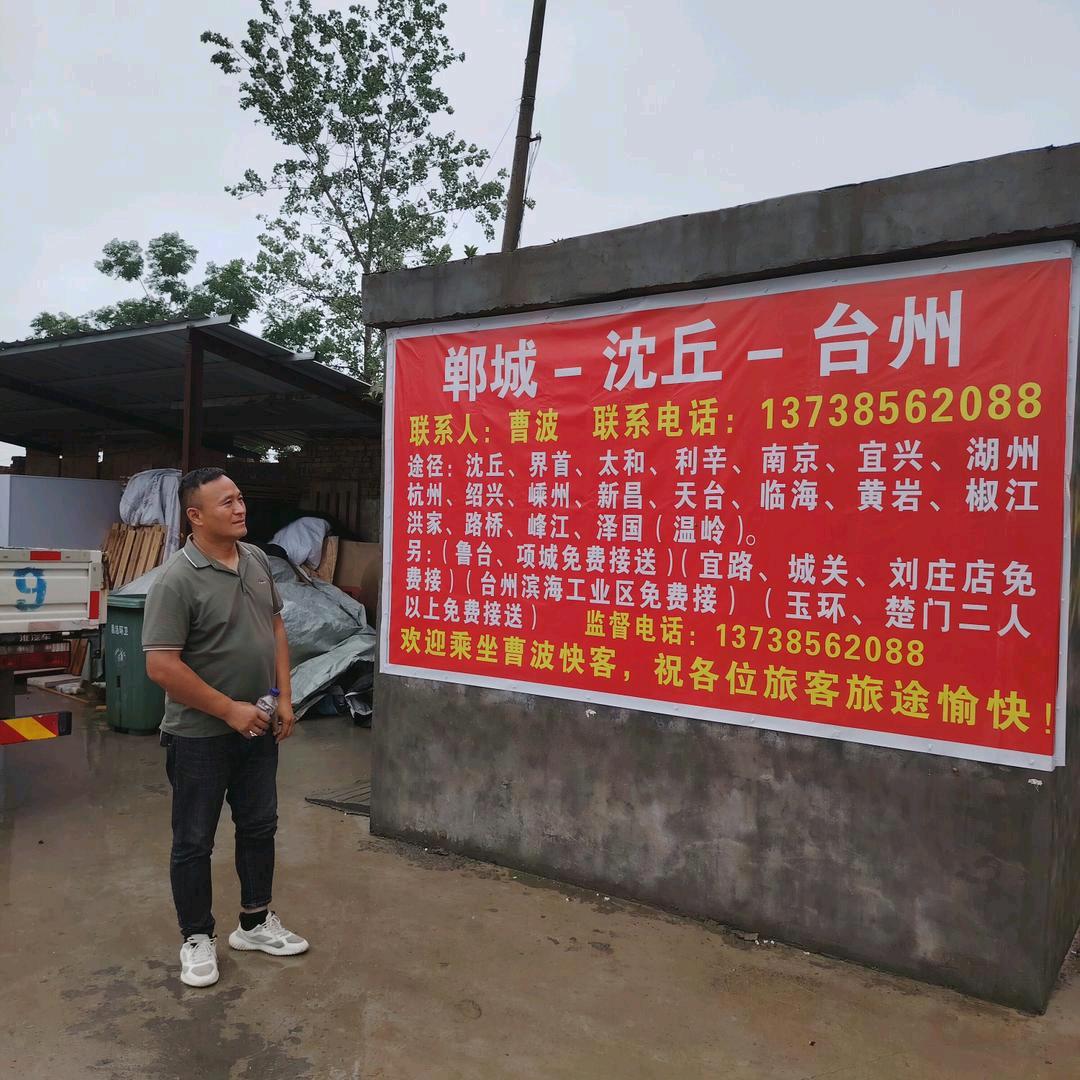 郸城－沈丘－台州
联系人：曹波　联系电话：13738562088
途径：沈丘、界首、太和、利辛、南京、宜兴、湖州
杭州、绍兴、嵊州、新昌、天台、临海、黄岩、椒江
洪家、路桥、峰江、泽国（温岭）。
另：（鲁台、项城免费接送）（宜路、城关、刘庄店免
费接）（台州滨海工业区免费接）（玉环、楚门二人
以上免费接送）　监督电话：13738562088
欢迎乘坐曹波快客，祝各位旅客旅途愉快！
9